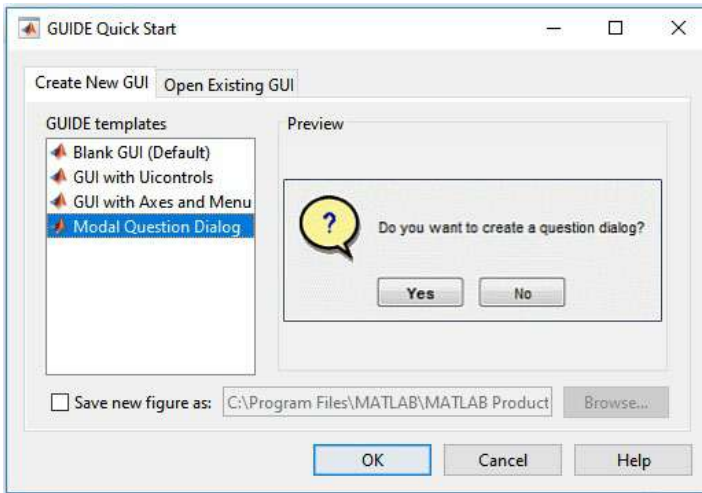 GUIDE Quick Start
Create New GUI
Open Existing GUI
GUIDE templates
Blank GUI (Default)
GUI with Uicontrols
GUI with Axes and Menu
Modal Question Dialog
Preview
?
Do you want to create a question dialog?
Yes
No
Save new figure as:
C:\Program Files\MATLAB\MATLAB Product
Browse...
OK
Cancel
Help